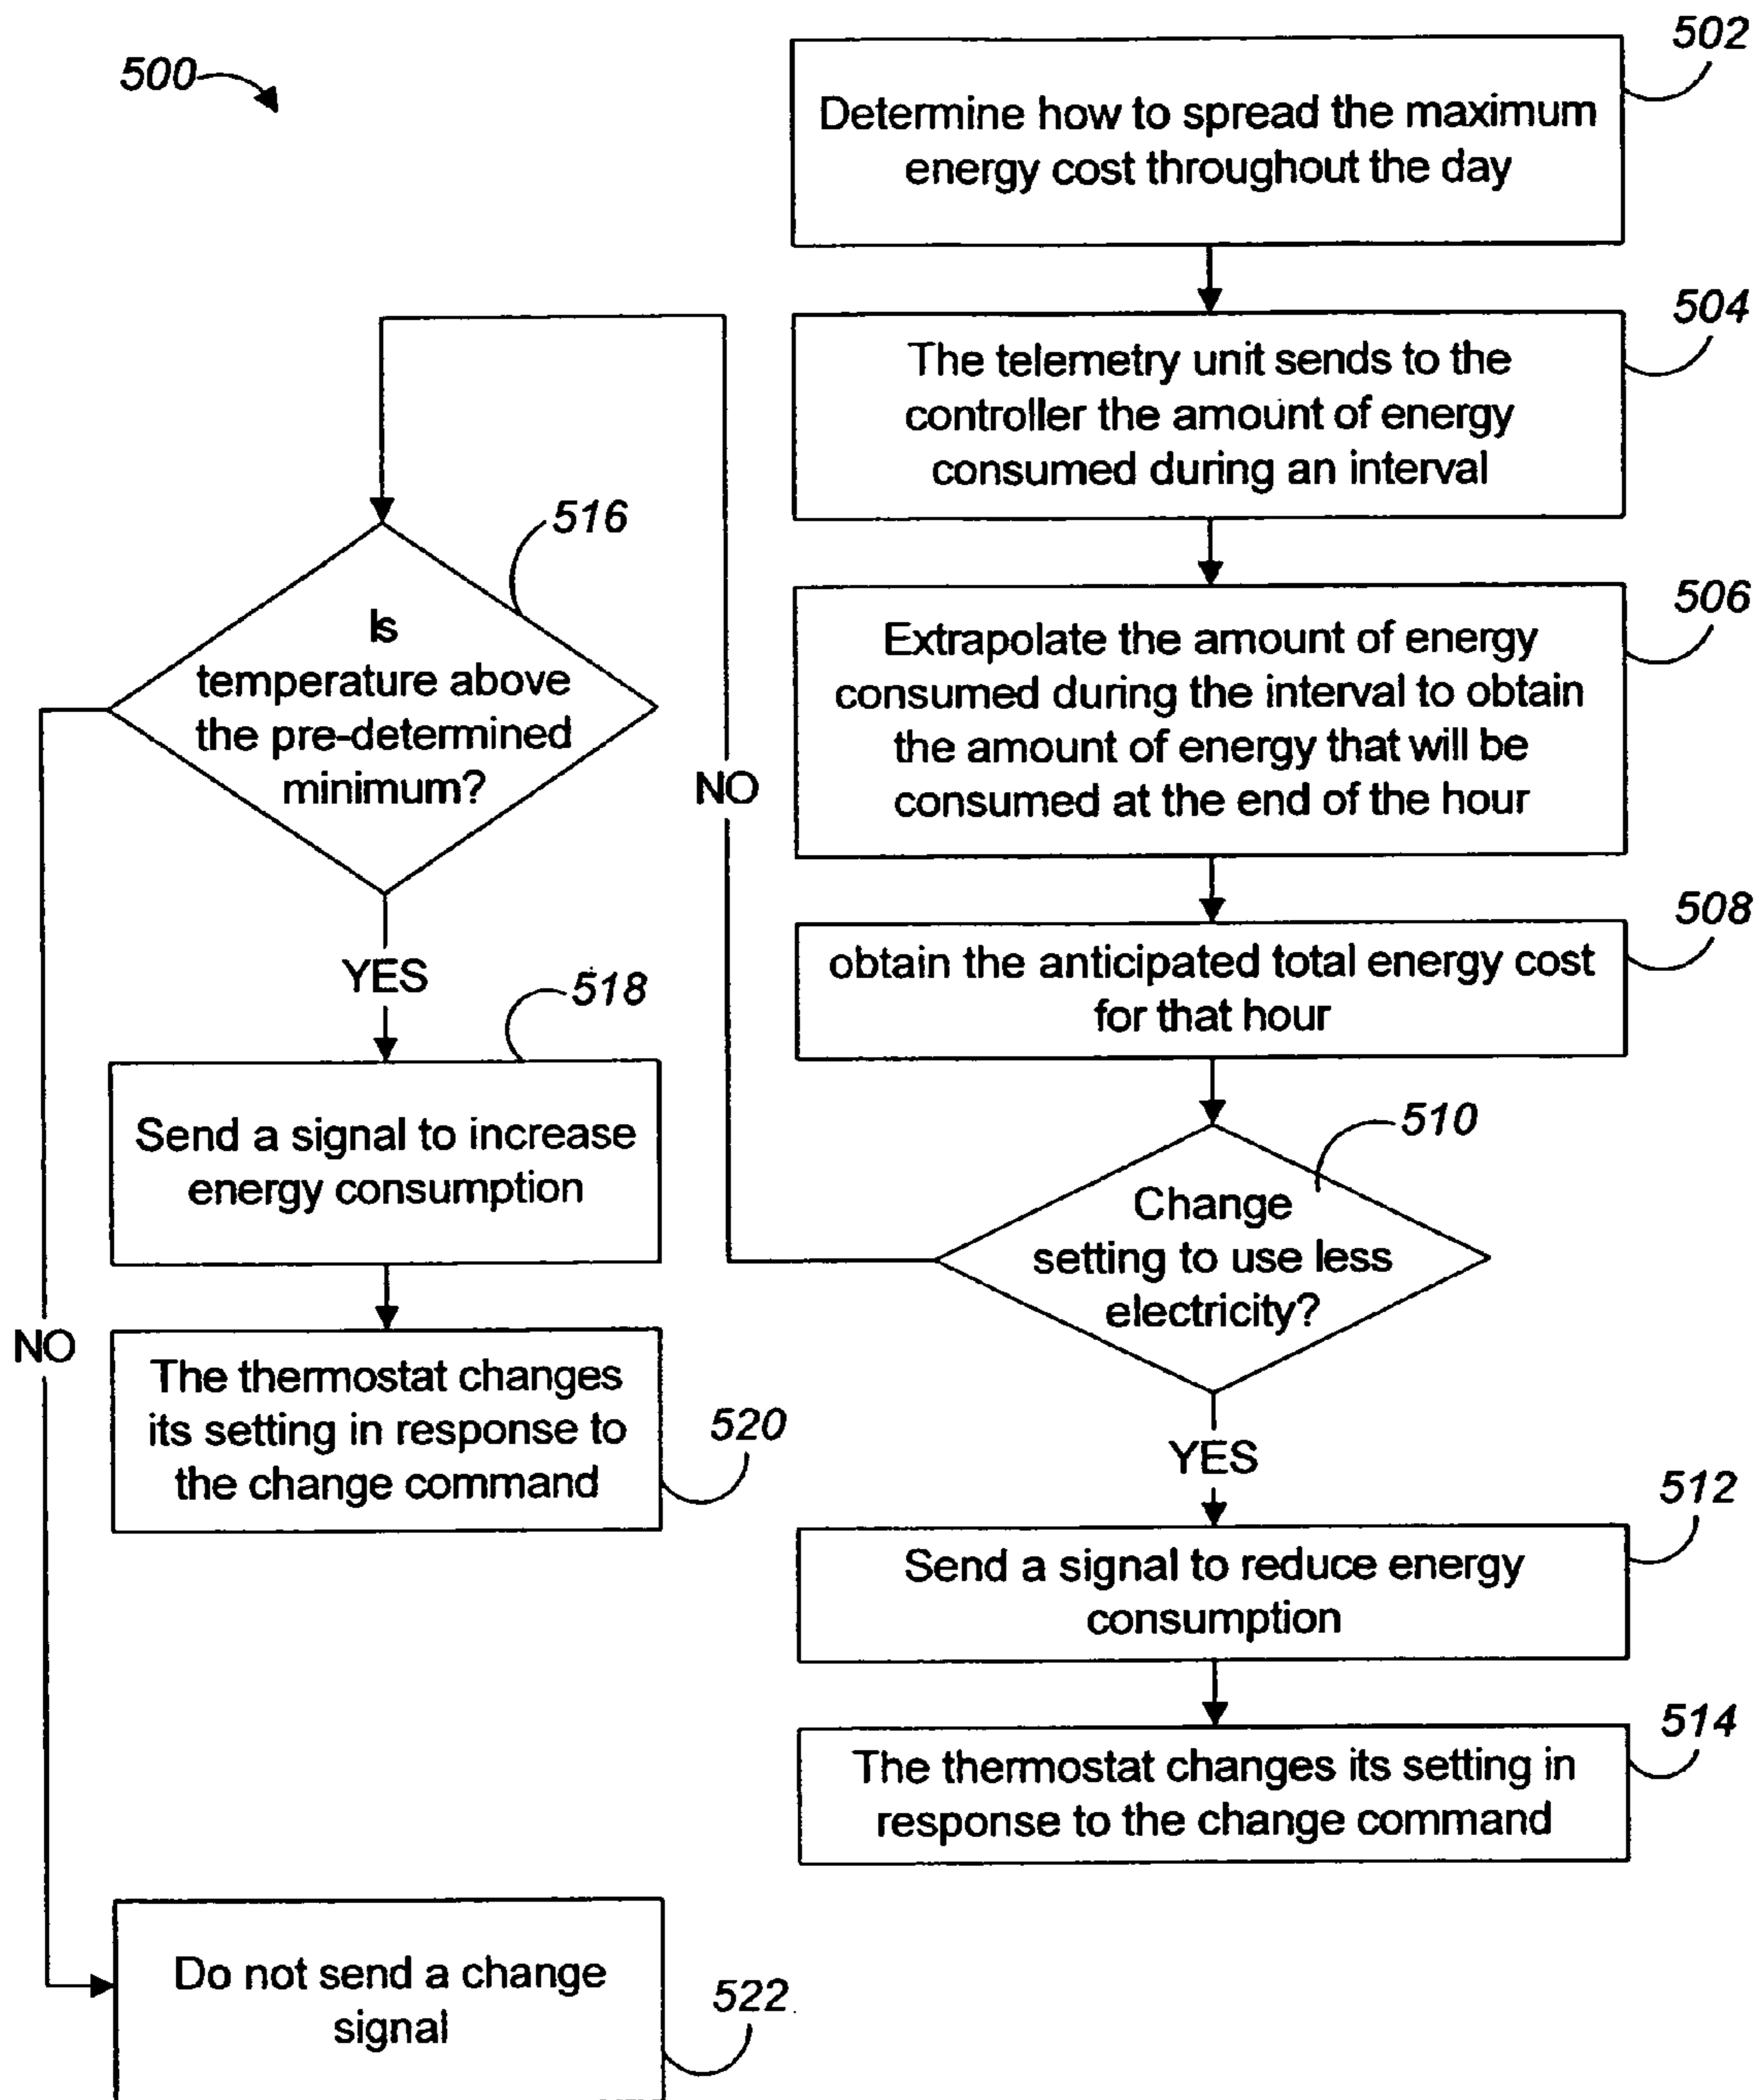 500
502
Determine how to spread the maximum
energy cost throughout the day
504
The telemetry unit sends to the
controller the amount of energy
consumed during an interval
506
Extrapolate the amount of energy
consumed during the interval to obtain
the amount of energy that will be
consumed at the end of the hour
508
obtain the anticipated total energy cost
for that hour
510
Change
setting to use less
electricity?
NO
YES
512
Send a signal to reduce energy
consumption
514
The thermostat changes its setting in
response to the change command
516
Is
temperature above
the pre-determined
minimum?
YES
518
Send a signal to increase
energy consumption
520
The thermostat changes
its setting in response to
the change command
NO
522
Do not send a change
signal